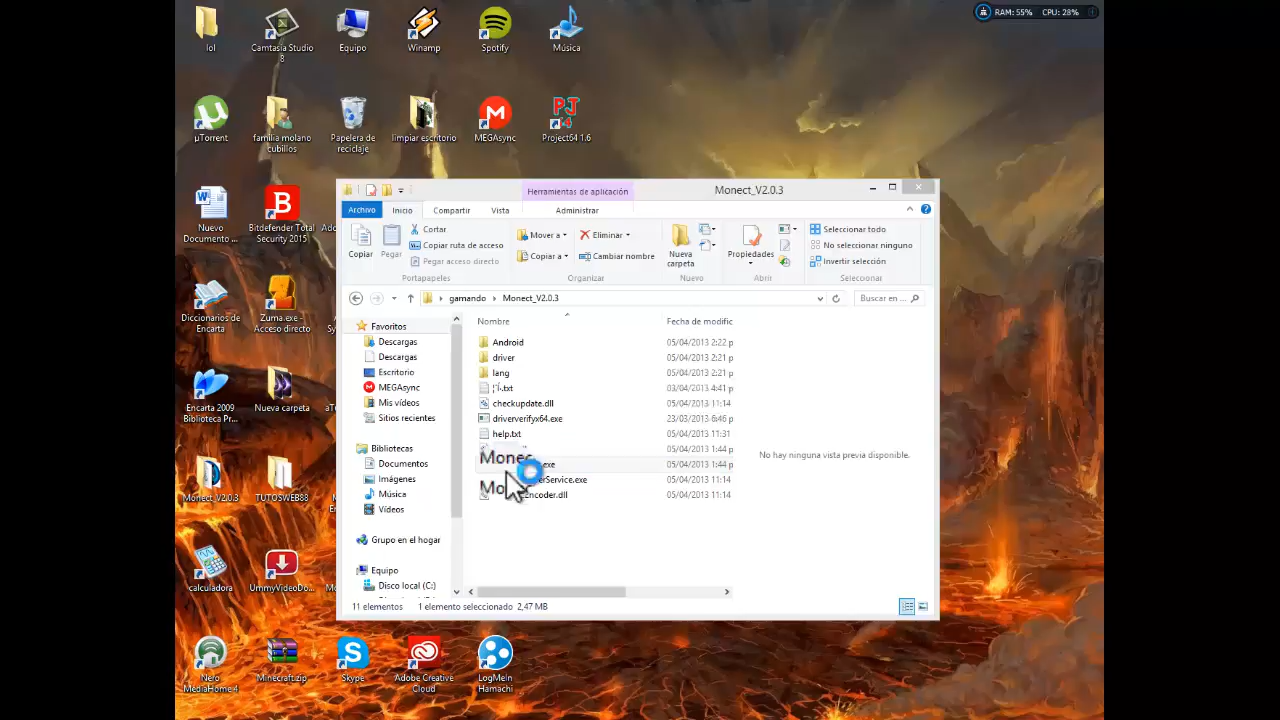 RAM: 55% CPU: 28%
lol
Camtasia Studio 8
Equipo
Winamp
Spotify
Música
µTorrent
familia molano cubillos
Papelera de reciclaje
limpiar escritorio
MEGAsync
Project64 1.6
Nuevo Documento ...
Bitdefender Total Security 2015
Diccionarios de Encarta
Zuma.exe - Acceso directo
Encarta 2009 Biblioteca Pr...
Nueva carpeta
Monect_V2.0.3
TUTOSWEB88
calculadora
UmmyVideoDo...
Nero MediaHome 4
Minecraft.zip
Skype
Adobe Creative Cloud
LogMeIn Hamachi
Herramientas de aplicación
Monect_V2.0.3
Archivo Inicio Compartir Vista Administrar
Copiar
Pegar
Cortar
Copiar ruta de acceso
Pegar acceso directo
Portapapeles
Mover a
Copiar a
Eliminar
Cambiar nombre
Organizar
Nueva carpeta
Nuevo
Propiedades
Abrir
Seleccionar todo
No seleccionar ninguno
Invertir selección
Seleccionar
gamando Monect_V2.0.3
Buscar en ...
Favoritos
Descargas
Descargas
Escritorio
MEGAsync
Mis vídeos
Sitios recientes
Bibliotecas
Documentos
Imágenes
Música
Vídeos
Grupo en el hogar
Equipo
Disco local (C:)
Nombre Fecha de modific
Android 05/04/2013 2:22 p
driver 05/04/2013 2:21 p
lang 05/04/2013 2:21 p
.txt 03/04/2013 4:41 p
checkupdate.dll 05/04/2013 11:14
driververifyx64.exe 23/03/2013 6:46 p
help.txt 05/04/2013 11:31
05/04/2013 1:44 p
Monec .exe 05/04/2013 1:44 p
erService.exe 05/04/2013 11:14
Encoder.dll 05/04/2013 11:14
No hay ninguna vista previa disponible.
11 elementos 1 elemento seleccionado 2,47 MB